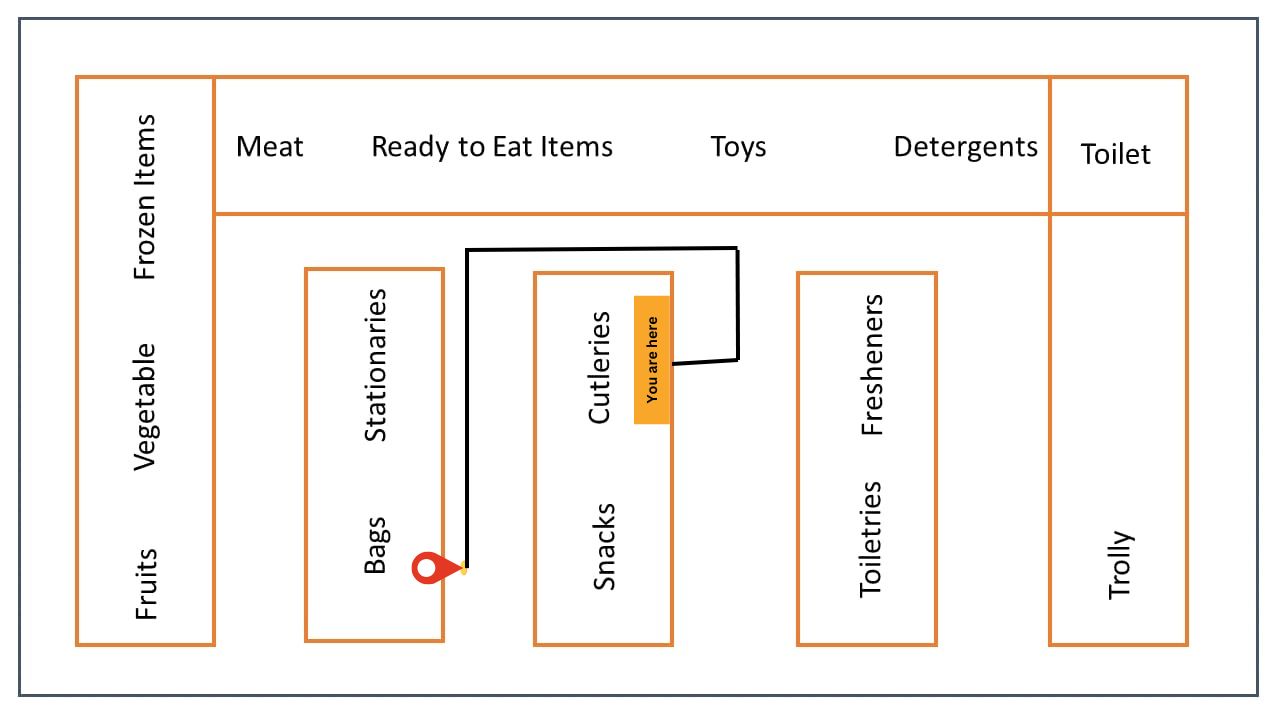 Meat
Ready to Eat Items
Toys
Detergents
Toilet
Frozen Items
Vegetable
Fruits
Stationaries
Bags
Cutleries
You are here
Snacks
Fresheners
Toiletries
Trolly